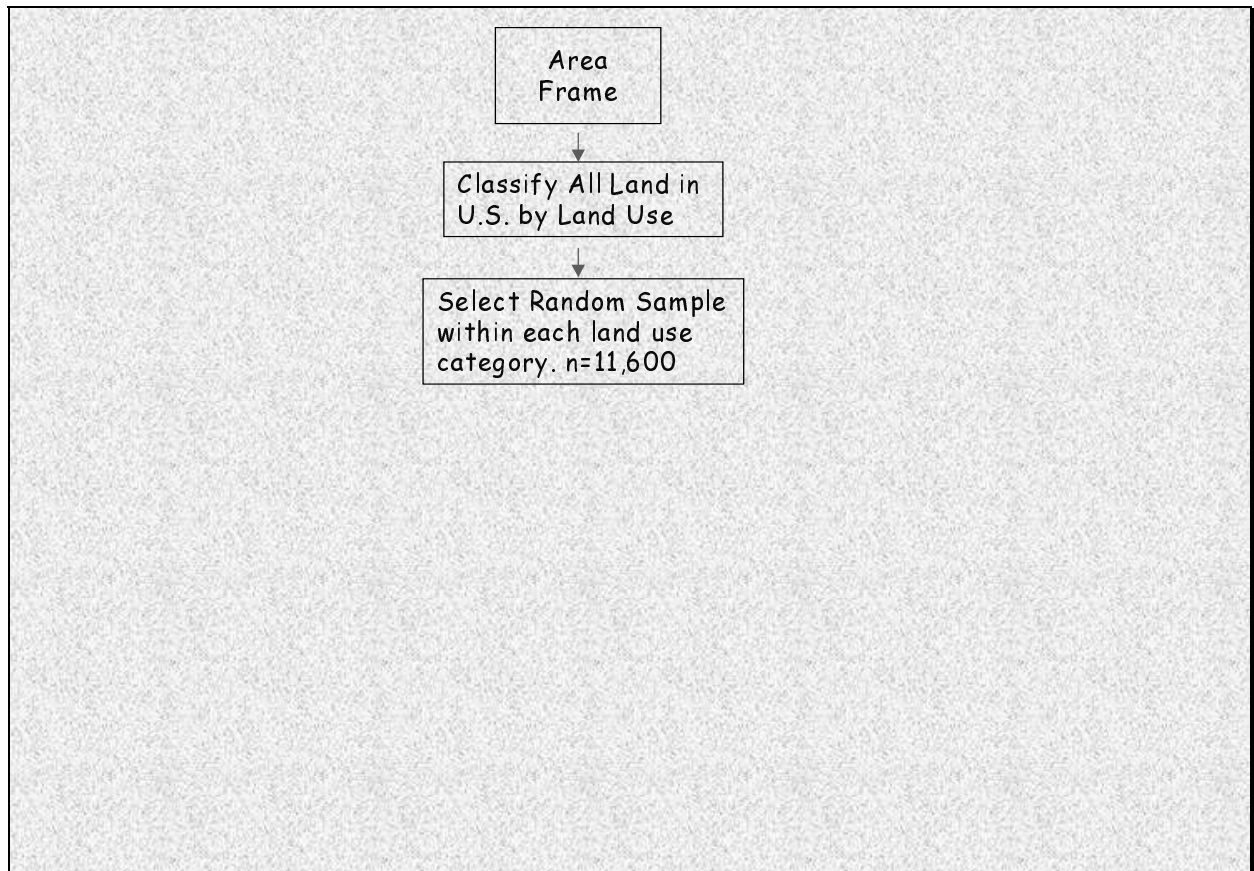 Area
Frame
Classify All Land in
U.S. by Land Use
Select Random Sample
within each land use
category. n=11,600